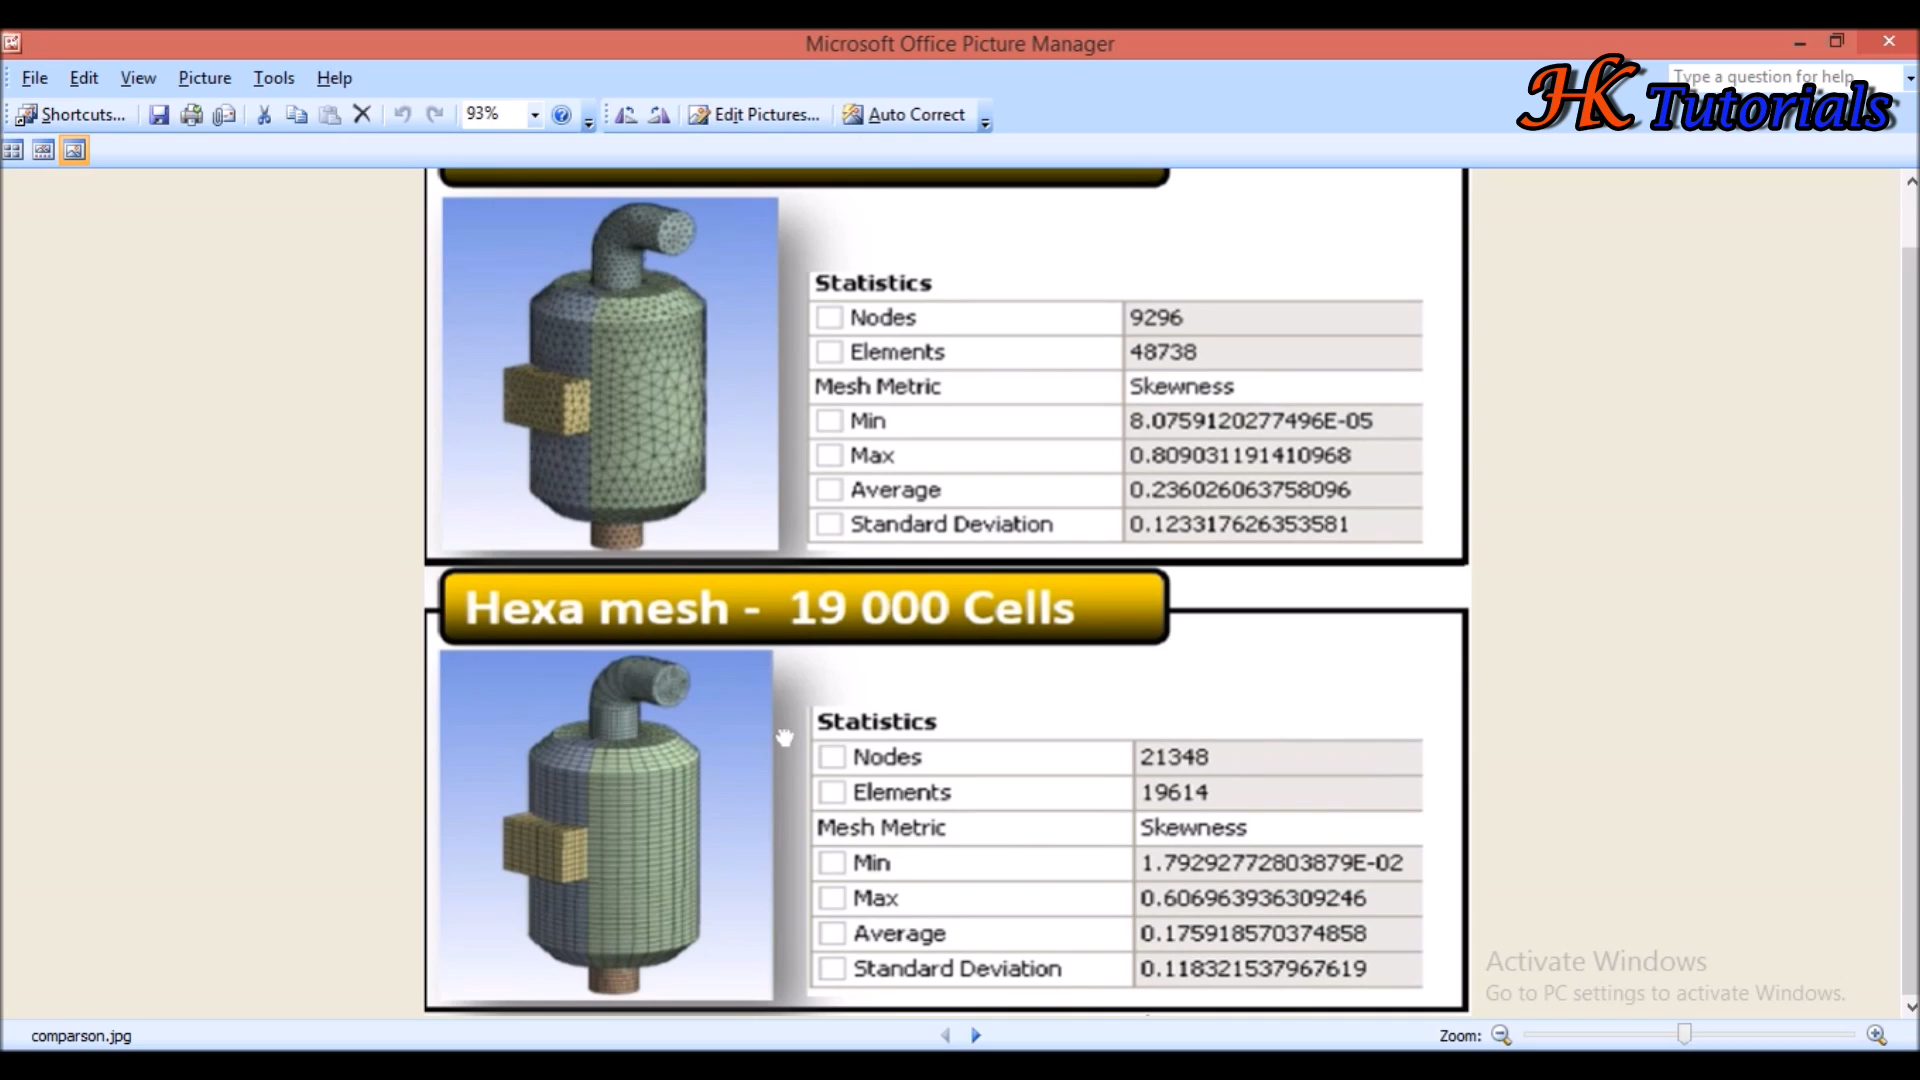 Microsoft Office Picture Manager
File Edit View Picture Tools Help
Type a question for help
HK Tutorials
Shortcuts... 93% Edit Pictures... Auto Correct
Statistics
Nodes 9296
Elements 48738
Mesh Metric Skewness
Min 8.0759120277496E-05
Max 0.809031191410968
Average 0.236026063758096
Standard Deviation 0.123317626353581
Hexa mesh - 19 000 Cells
Statistics
Nodes 21348
Elements 19614
Mesh Metric Skewness
Min 1.79292772803879E-02
Max 0.606963936309246
Average 0.175918570374858
Standard Deviation 0.118321537967619
Activate Windows
Go to PC settings to activate Windows.
comparson.jpg Zoom: